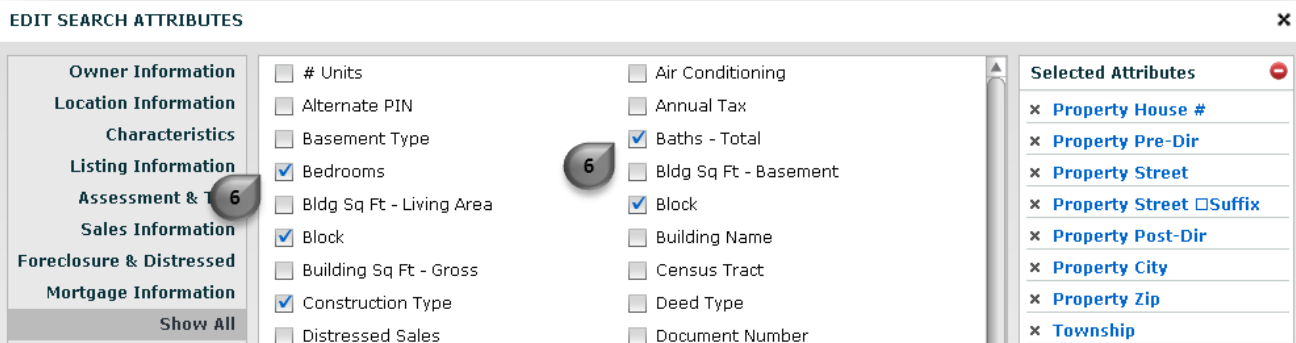 EDIT SEARCH ATTRIBUTES
Owner Information
Location Information
Characteristics
Listing Information
Assessment & T
Sales Information
Foreclosure & Distressed
Mortgage Information
Show All
# Units
Alternate PIN
Basement Type
Bedrooms
6
Bldg Sq Ft - Living Area
Block
Building Sq Ft - Gross
Construction Type
Distressed Sales
Air Conditioning
Annual Tax
Baths - Total
6
Bldg Sq Ft - Basement
Block
Building Name
Census Tract
Deed Type
Document Number
Selected Attributes
× Property House #
× Property Pre-Dir
× Property Street
× Property Street □Suffix
× Property Post-Dir
× Property City
× Property Zip
× Township